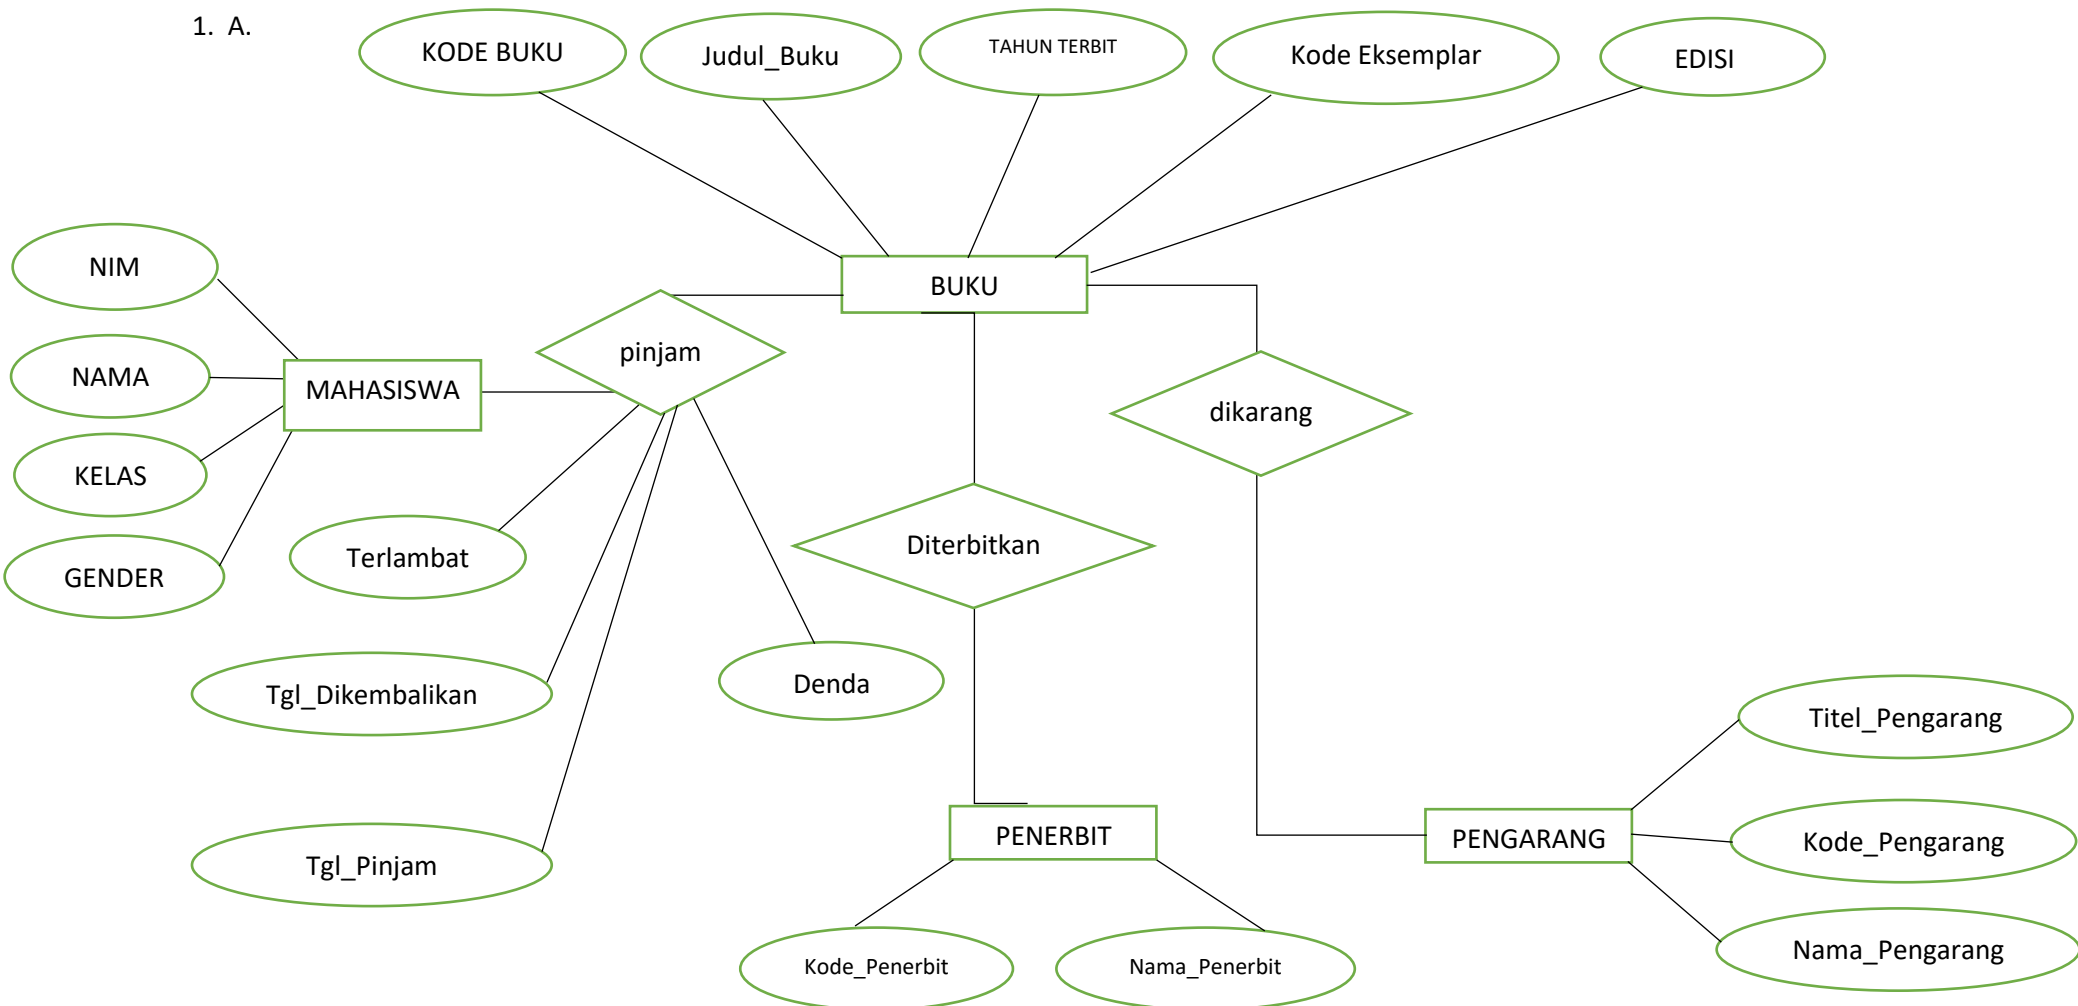 1. A.
KODE BUKU
Judul_Buku
TAHUN TERBIT
Kode Eksemplar
EDISI
NIM
BUKU
pinjam
NAMA
MAHASISWA
dikarang
KELAS
Diterbitkan
Terlambat
GENDER
Tgl_Dikembalikan
Denda
Titel_Pengarang
PENERBIT
PENGARANG
Kode_Pengarang
Tgl_Pinjam
Nama_Pengarang
Kode_Penerbit
Nama_Penerbit